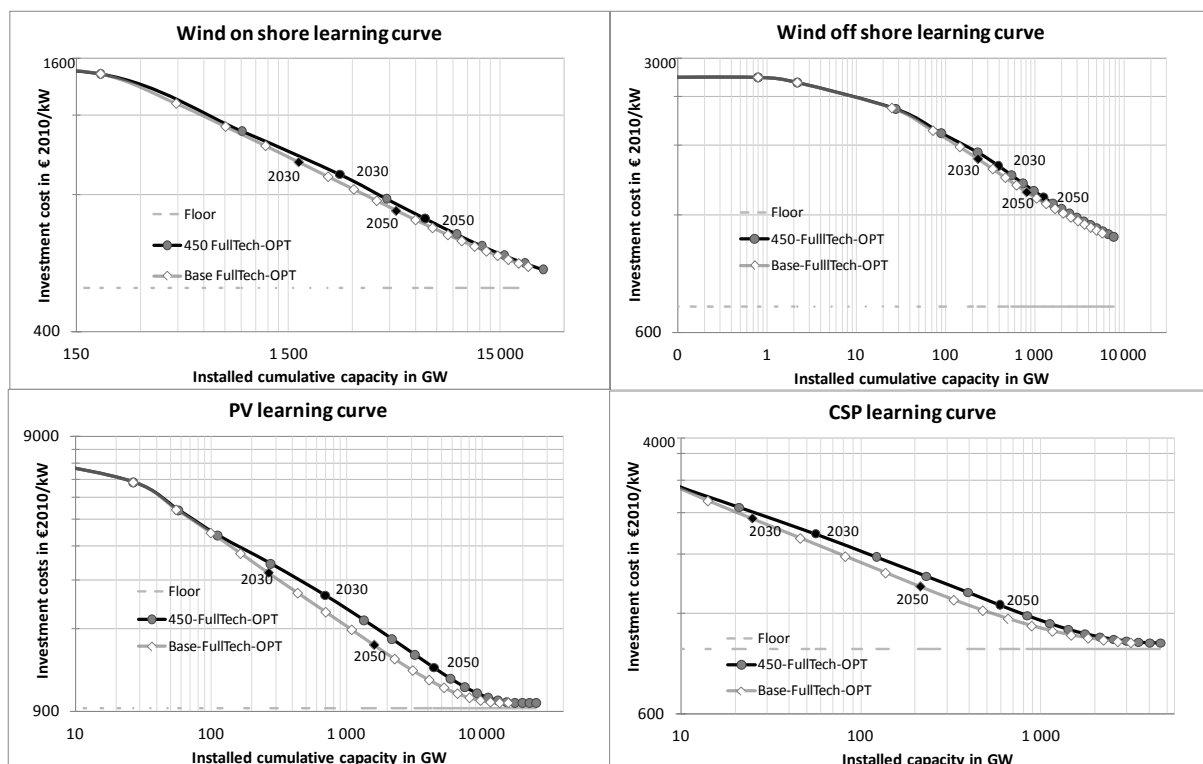 Wind on shore learning curve
1600
Investment cost in € 2010/kW
2030
2030
2050
2050
Floor
450 FullTech-OPT
Base FullTech-OPT
400
150
1 500
15 000
Installed cumulative capacity in GW
Wind off shore learning curve
3000
Investment cost in € 2010/kW
2030
2030
2050
2050
Floor
450-FulllTech-OPT
Base-FulllTech-OPT
600
0
1
10
100
1 000
10 000
Installed cumulative capacity in GW
PV learning curve
9000
Investment costs in €2010/kW
2030
2030
2050
2050
Floor
450-FullTech-OPT
Base-FullTech-OPT
900
10
100
1 000
10 000
Installed cumulative capacity in GW
CSP learning curve
4000
Investment cost in €2010/kW
2030
2030
2050
2050
Floor
450-FullTech-OPT
Base-FullTech-OPT
600
10
100
1 000
Installed capacity in GW